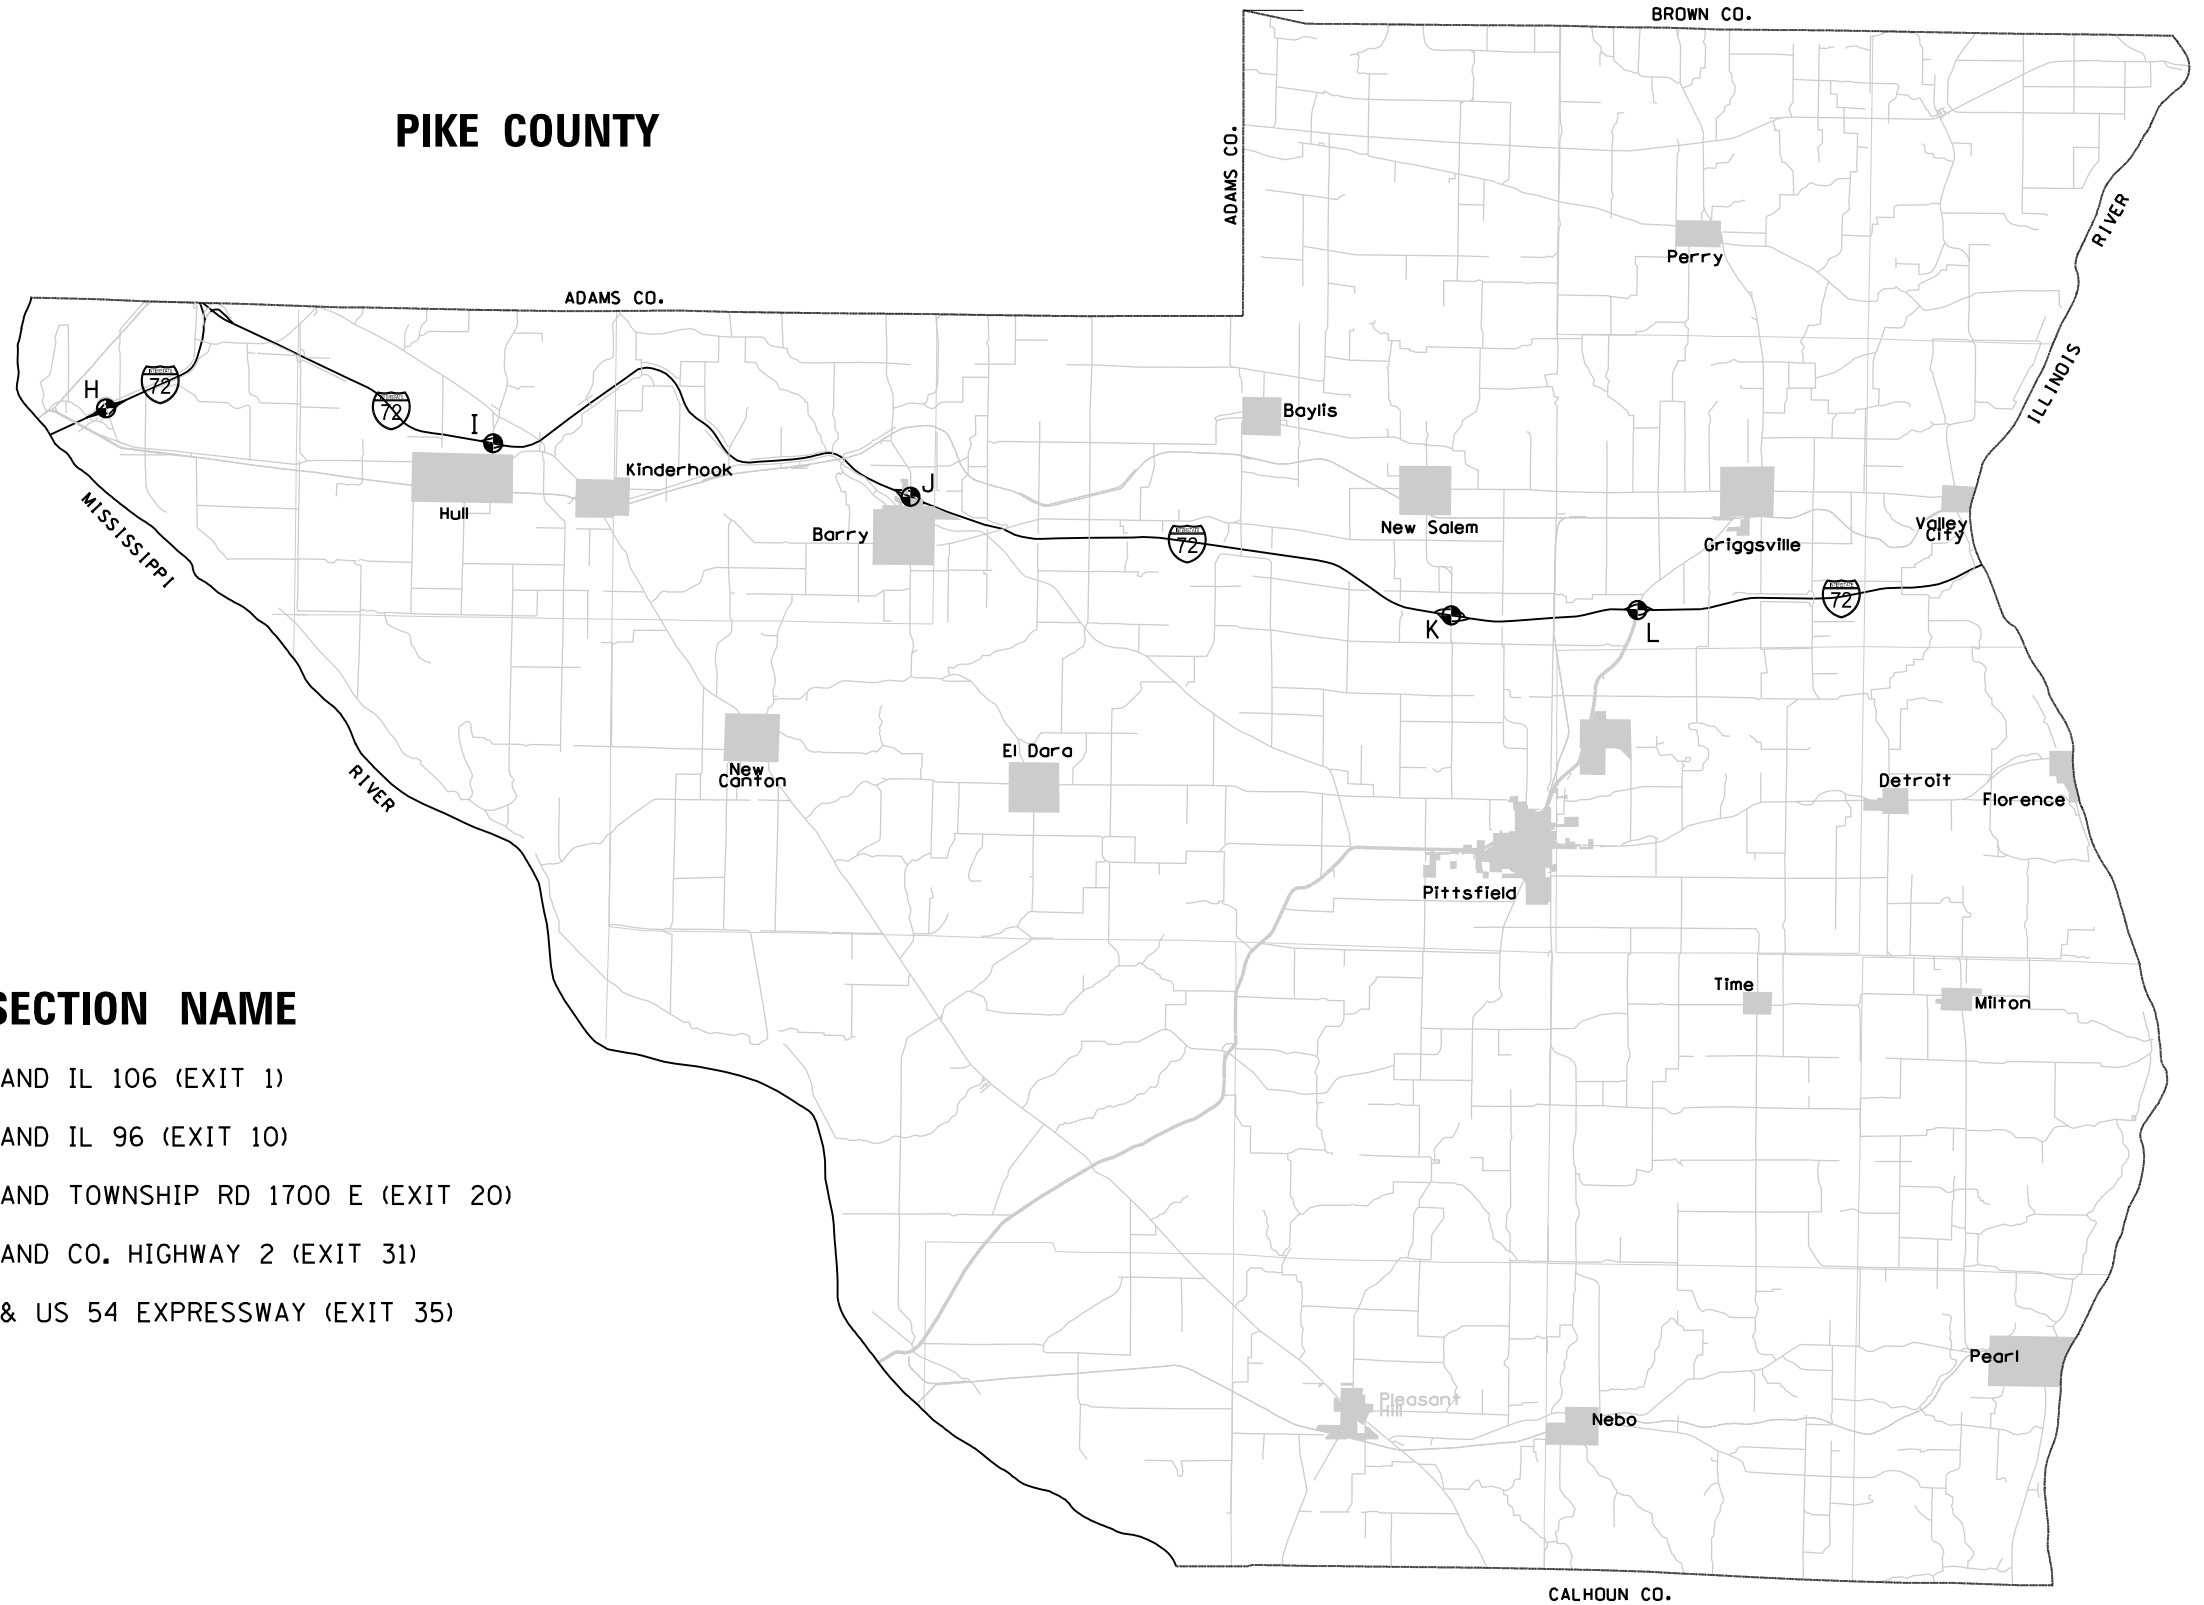 BROWN CO.
PIKE COUNTY
ADAMS CO.
RIVER
Perry
ADAMS CO.
ILLINOIS
H
72
72
I
Baylis
Kinderhook
J
Hull
MISSISSIPPI
Barry
72
New Salem
Griggsville
Valley
City
72
K
L
RIVER
New
Canton
El Dara
Detroit
Florence
Pittsfield
Time
Milton
SECTION NAME
AND IL 106 (EXIT 1)
AND IL 96 (EXIT 10)
AND TOWNSHIP RD 1700 E (EXIT 20)
AND CO. HIGHWAY 2 (EXIT 31)
& US 54 EXPRESSWAY (EXIT 35)
Pearl
Pleasant
Hill
Nebo
CALHOUN CO.